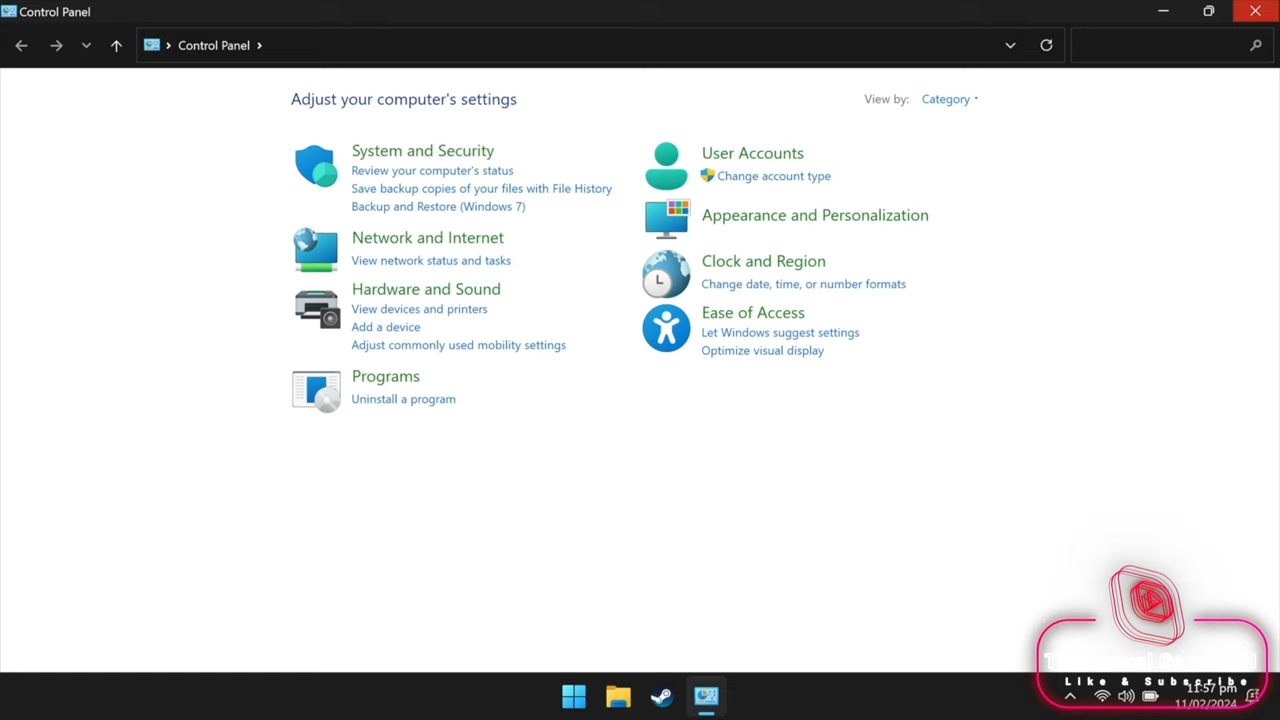 Control Panel
Control Panel
Adjust your computer's settings
View by: Category
System and Security
Review your computer's status
Save backup copies of your files with File History
Backup and Restore (Windows 7)
Network and Internet
View network status and tasks
Hardware and Sound
View devices and printers
Add a device
Adjust commonly used mobility settings
Programs
Uninstall a program
User Accounts
Change account type
Appearance and Personalization
Clock and Region
Change date, time, or number formats
Ease of Access
Let Windows suggest settings
Optimize visual display
Like & Subscribe
11:57 pm
11/02/2024